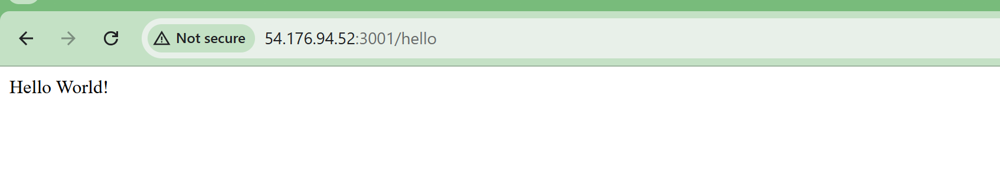 Not secure 54.176.94.52:3001/hello
Hello World!